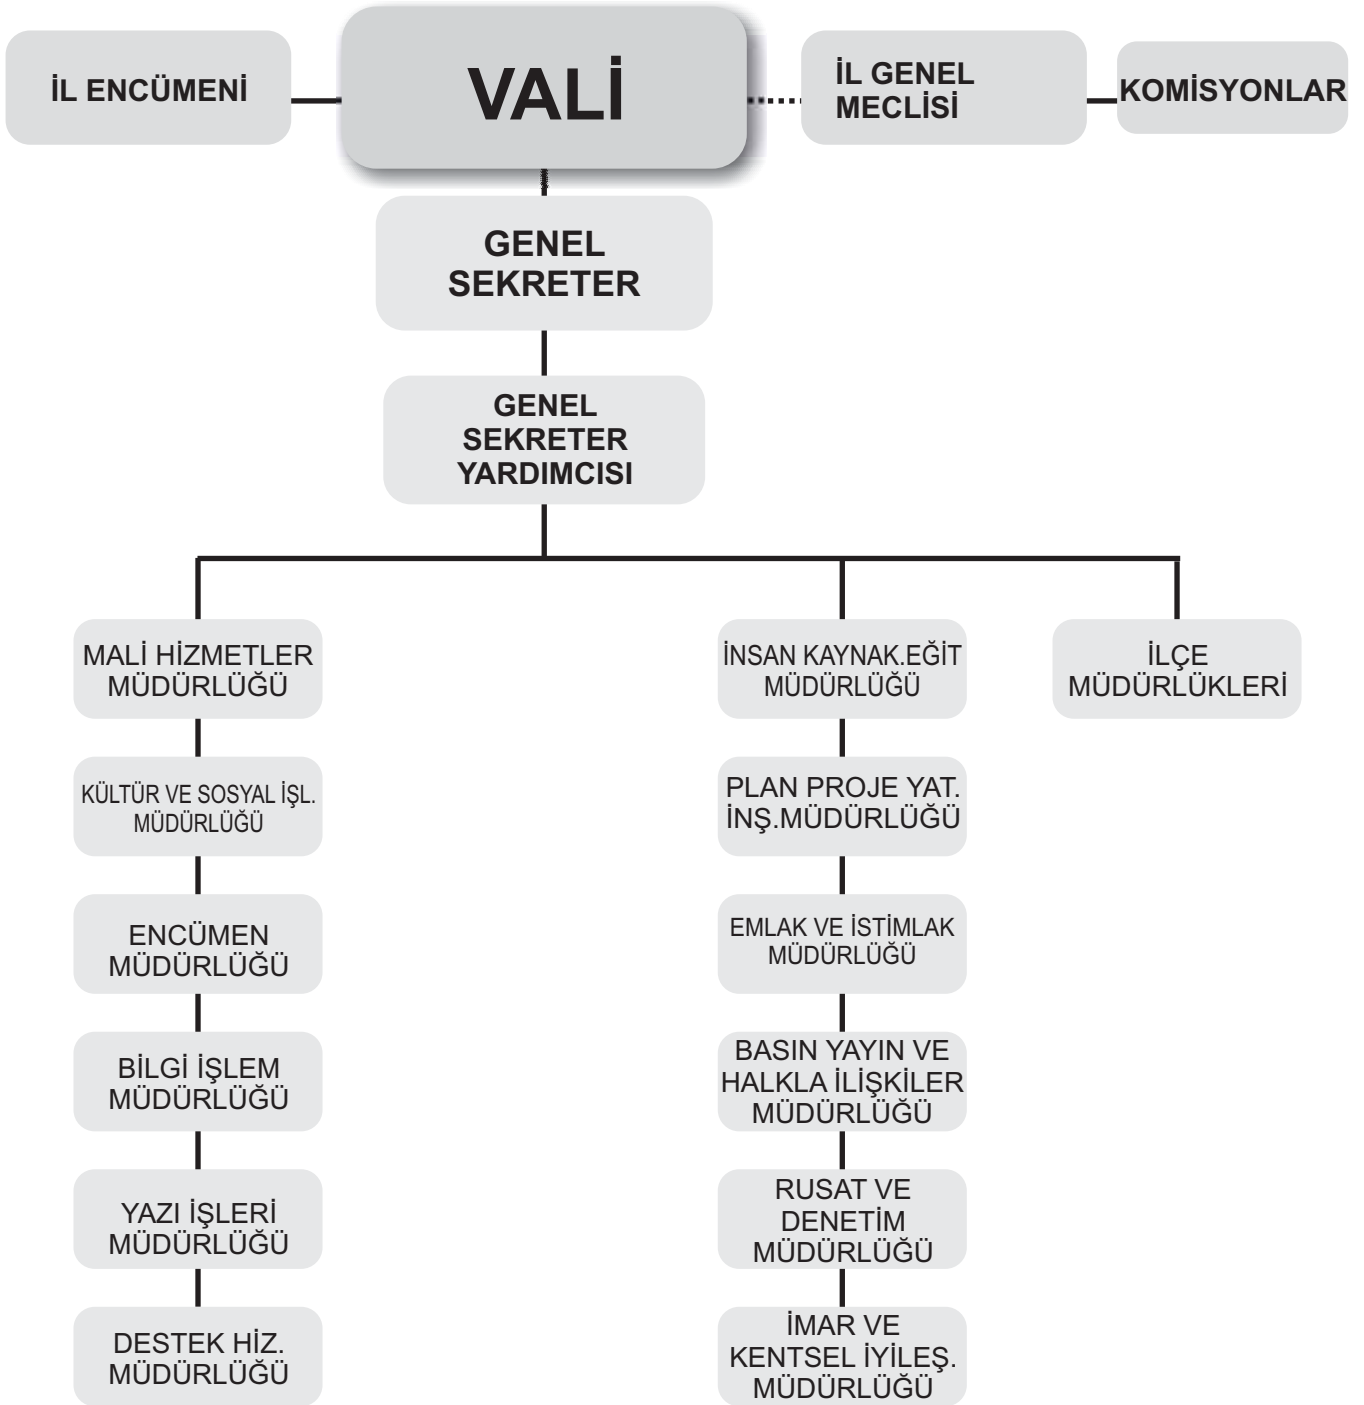 İL ENCÜMENİ
VALİ
İL GENEL
MECLİSİ
KOMİSYONLAR
GENEL
SEKRETER
GENEL
SEKRETER
YARDIMCISI
MALİ HİZMETLER
MÜDÜRLÜĞÜ
KÜLTÜR VE SOSYAL İŞL.
MÜDÜRLÜĞÜ
ENCÜMEN
MÜDÜRLÜĞÜ
BİLGİ İŞLEM
MÜDÜRLÜĞÜ
YAZI İŞLERİ
MÜDÜRLÜĞÜ
DESTEK HİZ.
MÜDÜRLÜĞÜ
İNSAN KAYNAK.EĞİT
MÜDÜRLÜĞÜ
PLAN PROJE YAT.
İNŞ.MÜDÜRLÜĞÜ
EMLAK VE İSTİMLAK
MÜDÜRLÜĞÜ
BASIN YAYIN VE
HALKLA İLİŞKİLER
MÜDÜRLÜĞÜ
RUSAT VE
DENETİM
MÜDÜRLÜĞÜ
İMAR VE
KENTSEL İYİLEŞ.
MÜDÜRLÜĞÜ
İLÇE
MÜDÜRLÜKLERİ